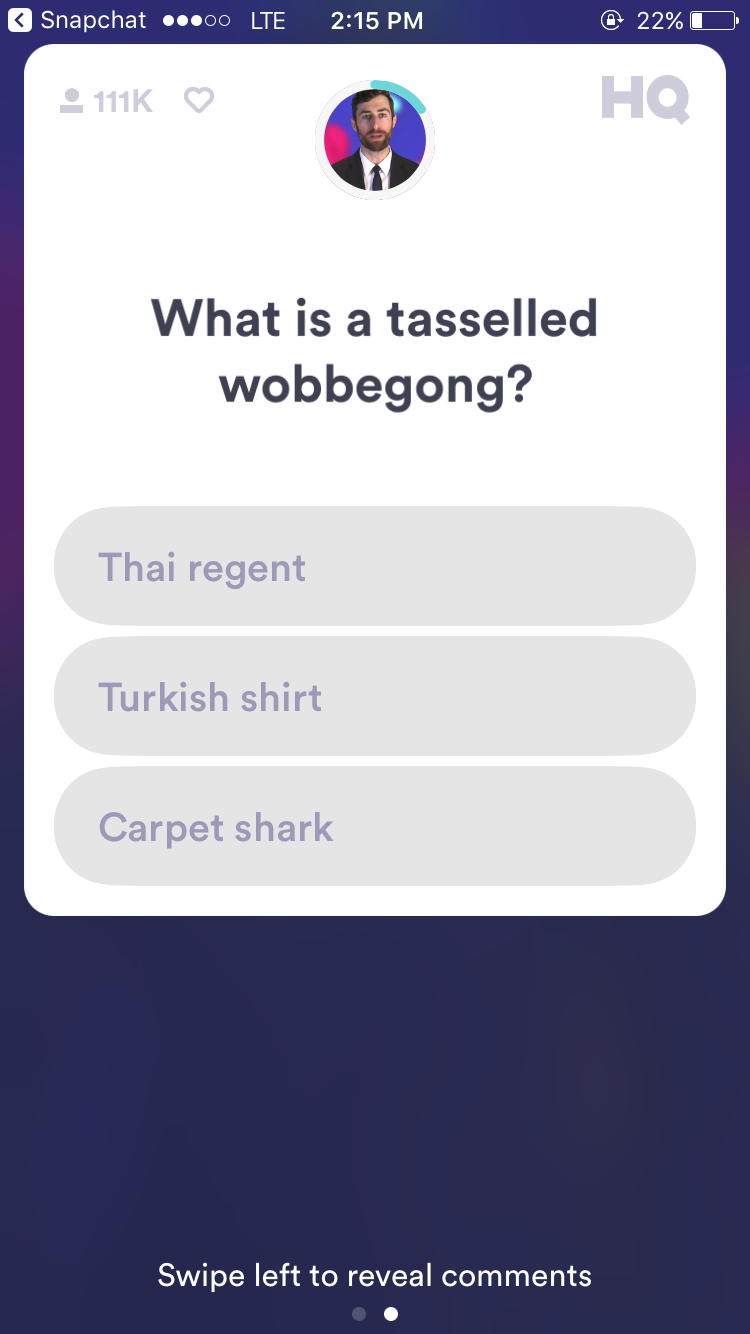 Snapchat LTE 2:15 PM 22%
111K HQ
What is a tasselled
wobbegong?
Thai regent
Turkish shirt
Carpet shark
Swipe left to reveal comments